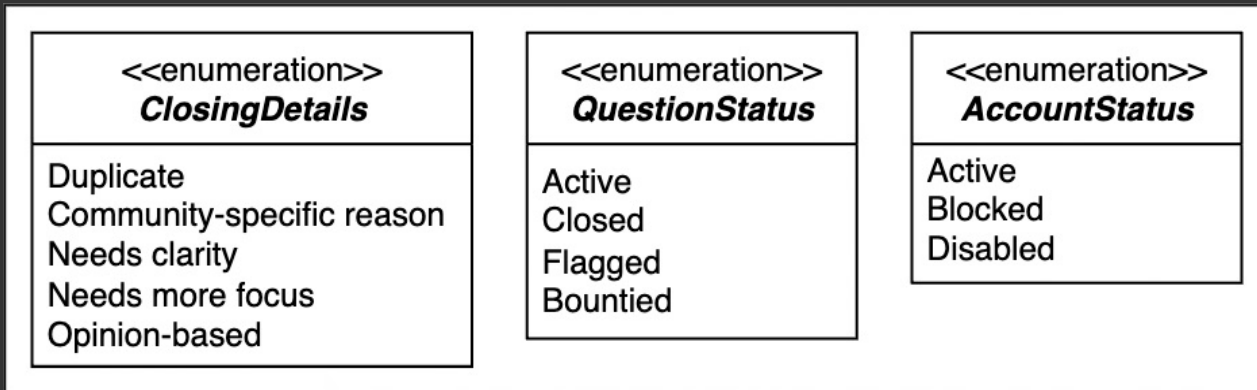 <<enumeration>>
ClosingDetails
Duplicate
Community-specific reason
Needs clarity
Needs more focus
Opinion-based
<<enumeration>>
QuestionStatus
Active
Closed
Flagged
Bountied
<<enumeration>>
AccountStatus
Active
Blocked
Disabled